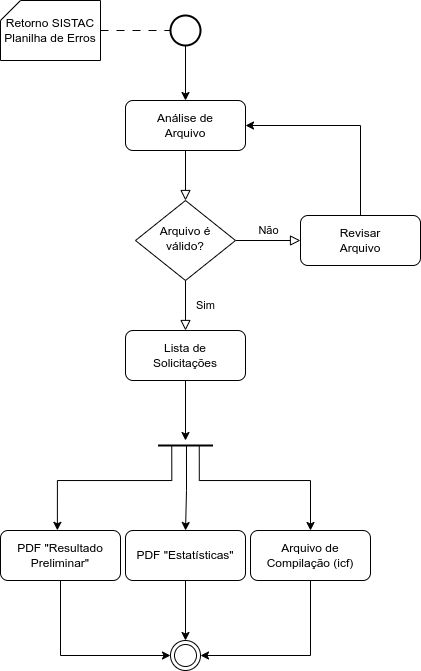 Retorno SISTAC
Planilha de Erros
Análise de
Arquivo
Arquivo é
válido?
Não
Revisar
Arquivo
Sim
Lista de
Solicitações
PDF "Resultado
Preliminar"
PDF "Estatísticas"
Arquivo de
Compilação (icf)